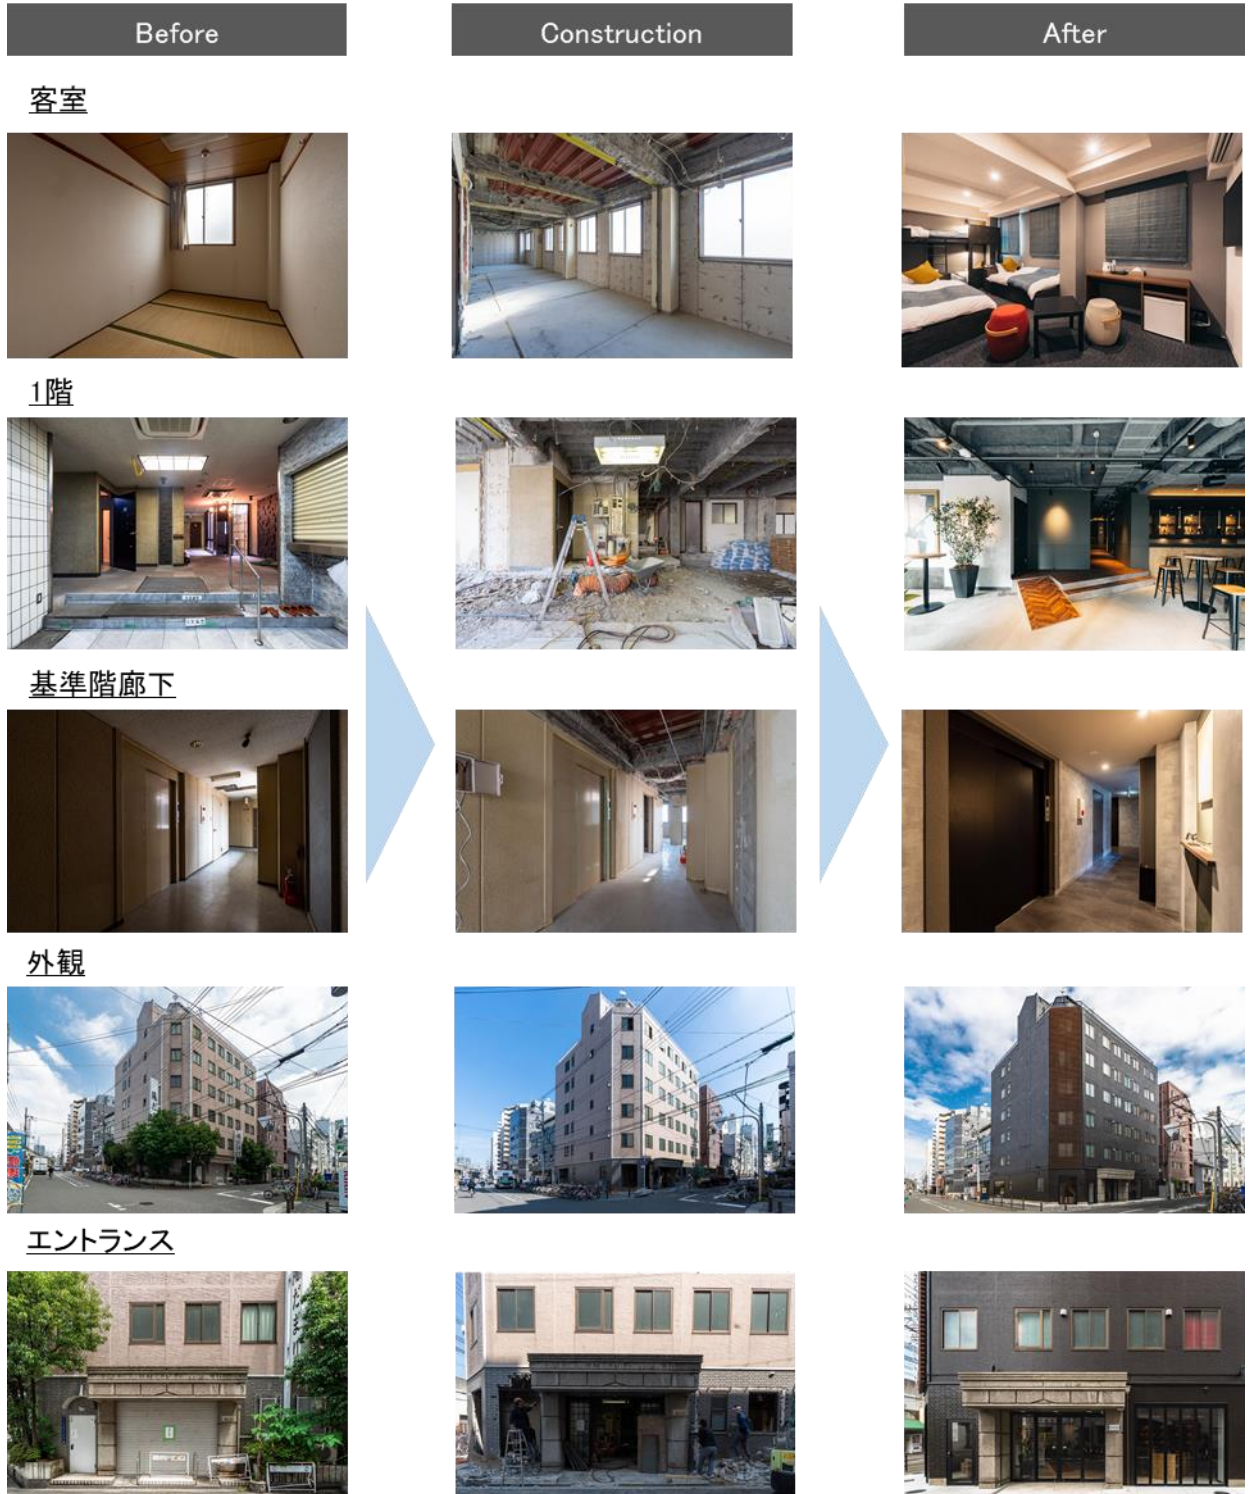 Before
Construction
After
客室
1階
基準階廊下
外観
エントランス